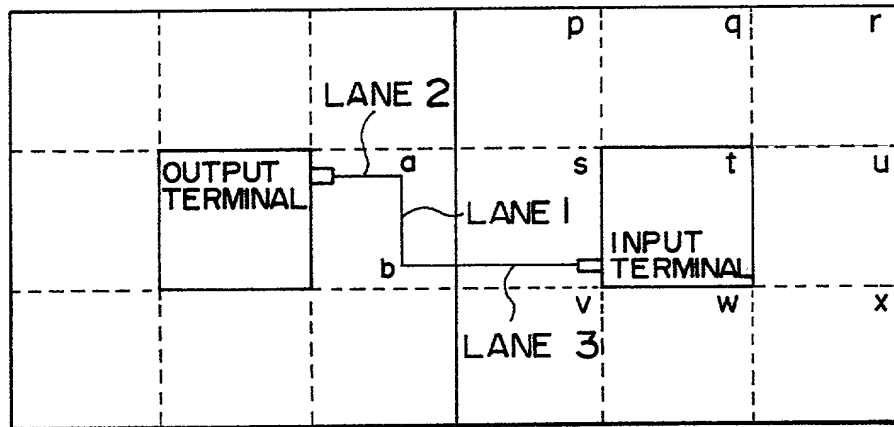 p q r
LANE 2
OUTPUT
TERMINAL
a s t u
LANE 1
b
INPUT
TERMINAL
v w x
LANE 3